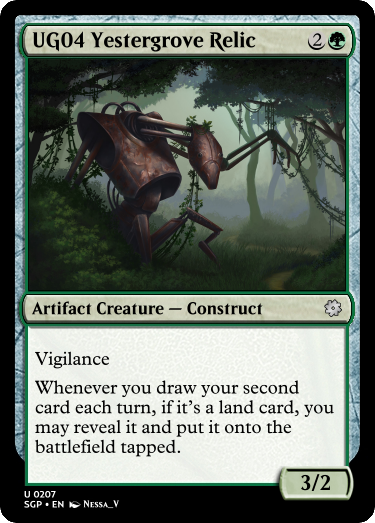 UG04 Yestergrove Relic 2
Artifact Creature — Construct
Vigilance
Whenever you draw your second
card each turn, if it's a land card, you
may reveal it and put it onto the
battlefield tapped.
3/2
U 0207
SGP • EN Nessa_V